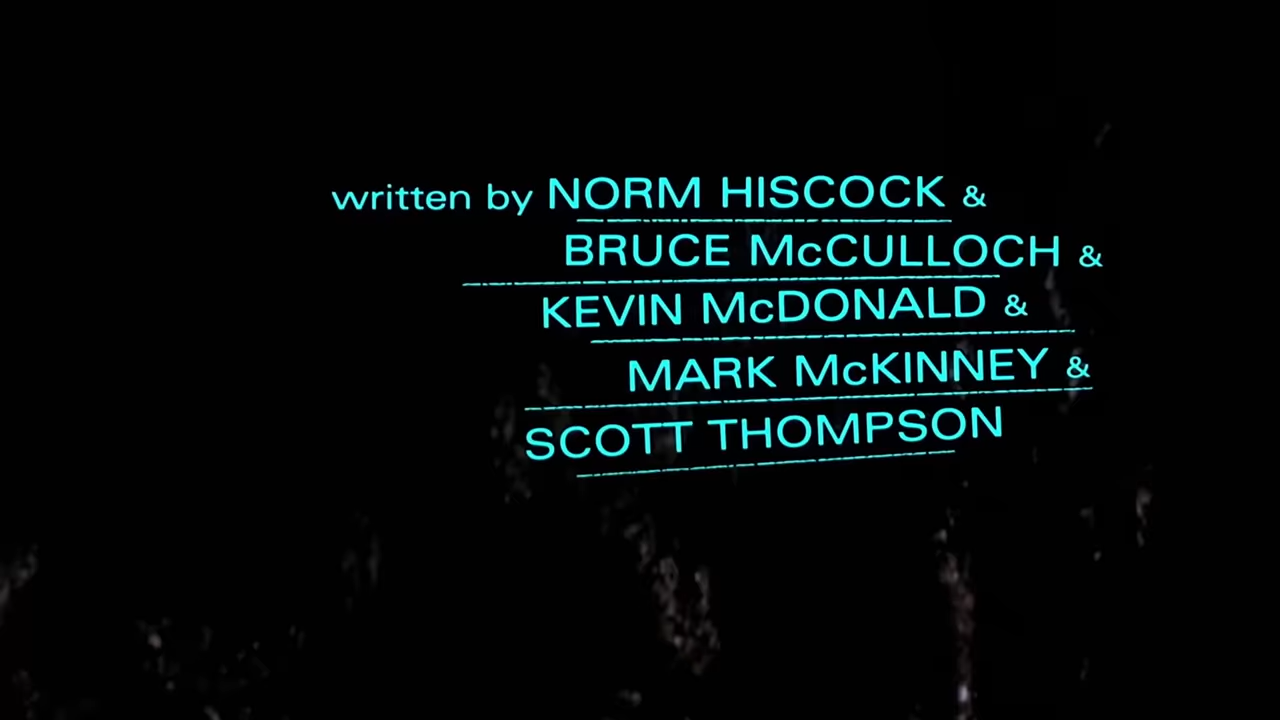 written by NORM HISCOCK &
BRUCE McCULLOCH &
KEVIN McDONALD &
MARK McKINNEY &
SCOTT THOMPSON